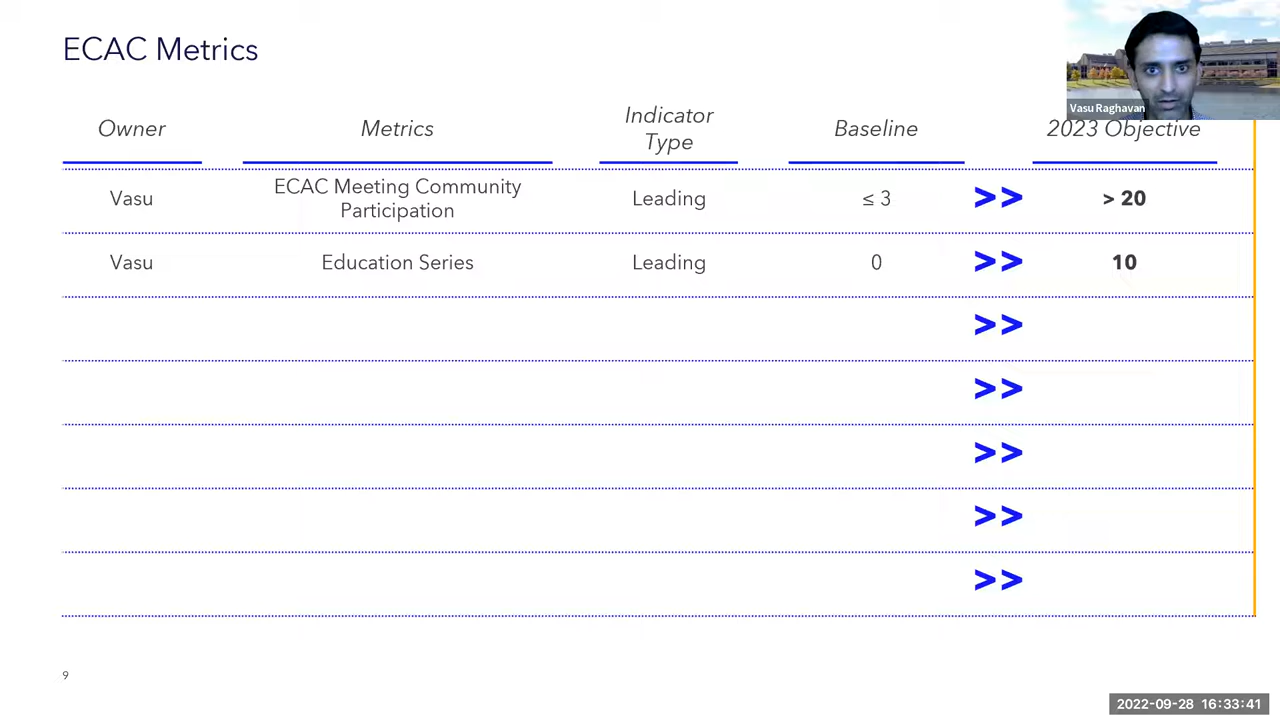 ECAC Metrics
Vasu Raghavan
Owner
Metrics
Indicator
Type
Baseline
2023 Objective
Vasu
ECAC Meeting Community
Participation
Leading
≤ 3
>>
> 20
Vasu
Education Series
Leading
0
>>
10
>>
>>
>>
>>
>>
9
2022-09-28 16:33:41